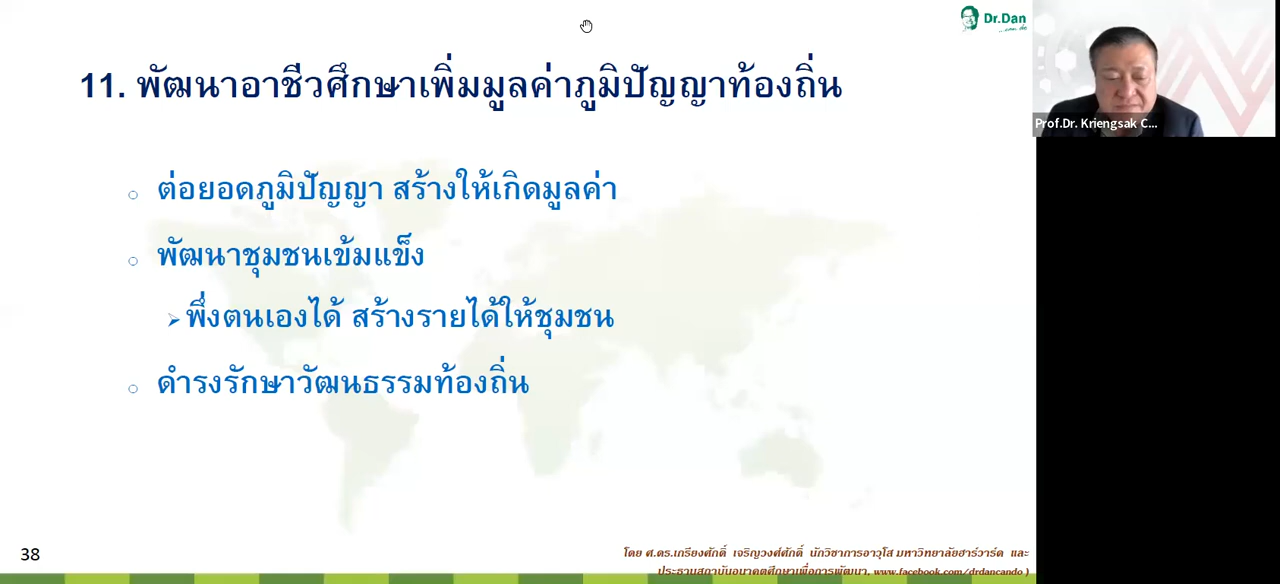 Dr.Dan
...can do
Prof.Dr. Kriengsak C...
11. พัฒนาอาชีวศึกษาเพิ่มมูลค่าภูมิปัญญาท้องถิ่น
ต่อยอดภูมิปัญญา สร้างให้เกิดมูลค่า
พัฒนาชุมชนเข้มแข็ง
พึ่งตนเองได้ สร้างรายได้ให้ชุมชน
ดำรงรักษาวัฒนธรรมท้องถิ่น
38
โดย ศ.ดร.เกรียงศักดิ์ เจริญวงศ์ศักดิ์ นักวิชาการอาวุโส มหาวิทยาลัยฮาร์วาร์ด และ
ประธานสถาบันอนาคตศึกษาเพื่อการพัฒนา, www.facebook.com/drdancando )